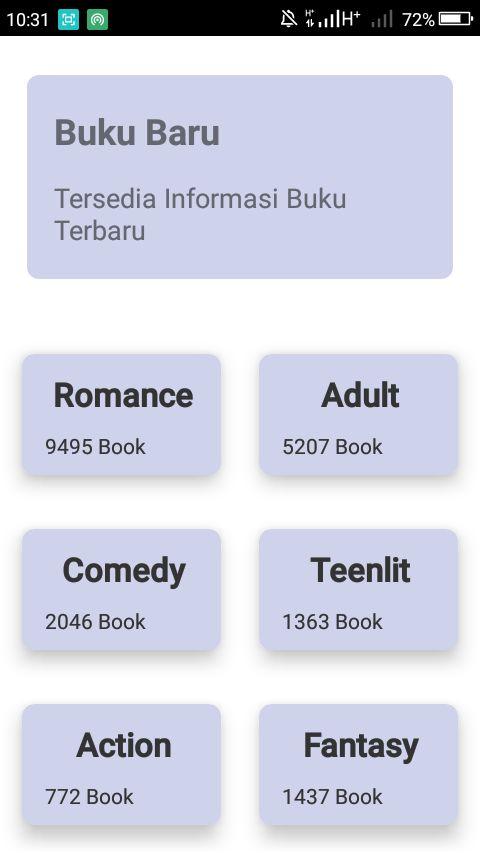 10:31 H+ H+ 72%
Buku Baru
Tersedia Informasi Buku
Terbaru
Romance
9495 Book
Adult
5207 Book
Comedy
2046 Book
Teenlit
1363 Book
Action
772 Book
Fantasy
1437 Book